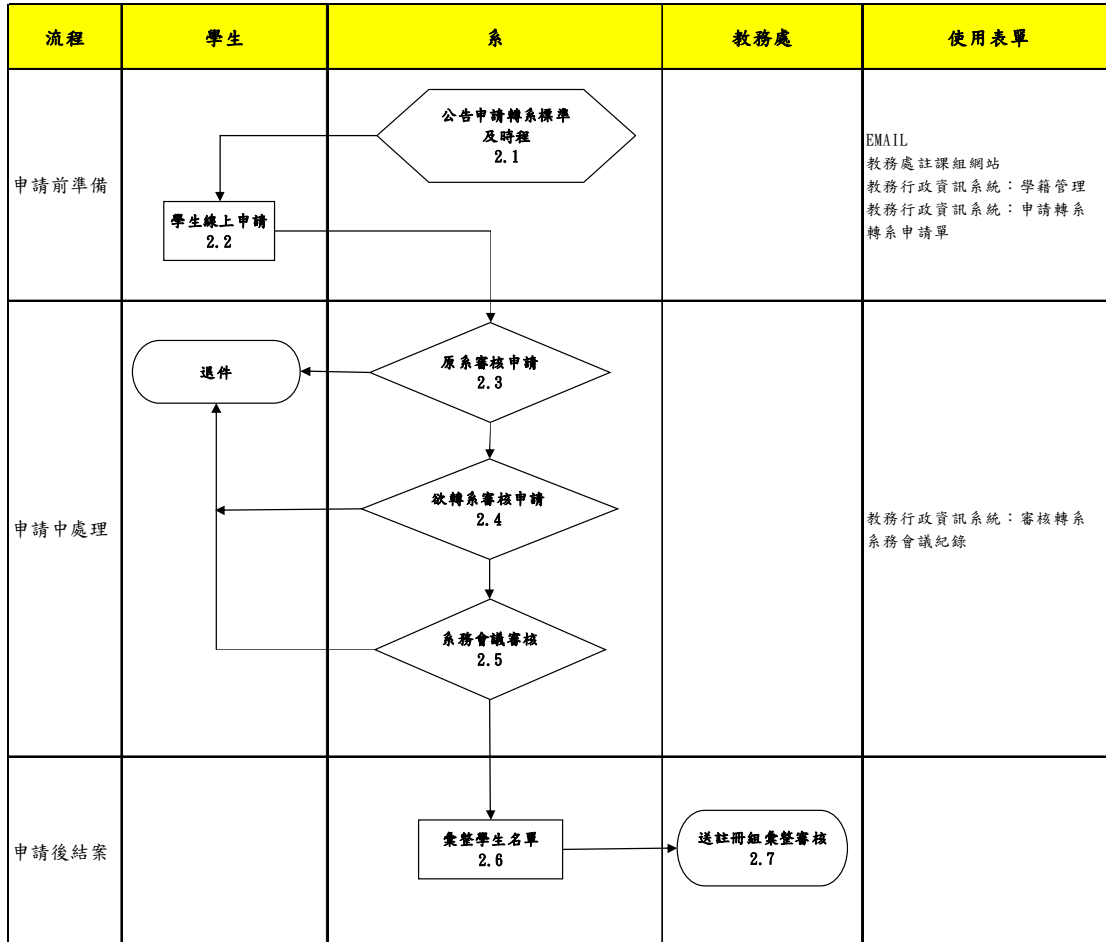 流程
學生
系
教務處
使用表單
申請前準備
公告申請轉系標準
及時程
2.1
學生線上申請
2.2
EMAIL
教務處註課組網站
教務行政資訊系統：學籍管理
教務行政資訊系統：申請轉系
轉系申請單
申請中處理
退件
原系審核申請
2.3
欲轉系審核申請
2.4
系務會議審核
2.5
教務行政資訊系統：審核轉系
系務會議紀錄
申請後結案
彙整學生名單
2.6
送註冊組彙整審核
2.7